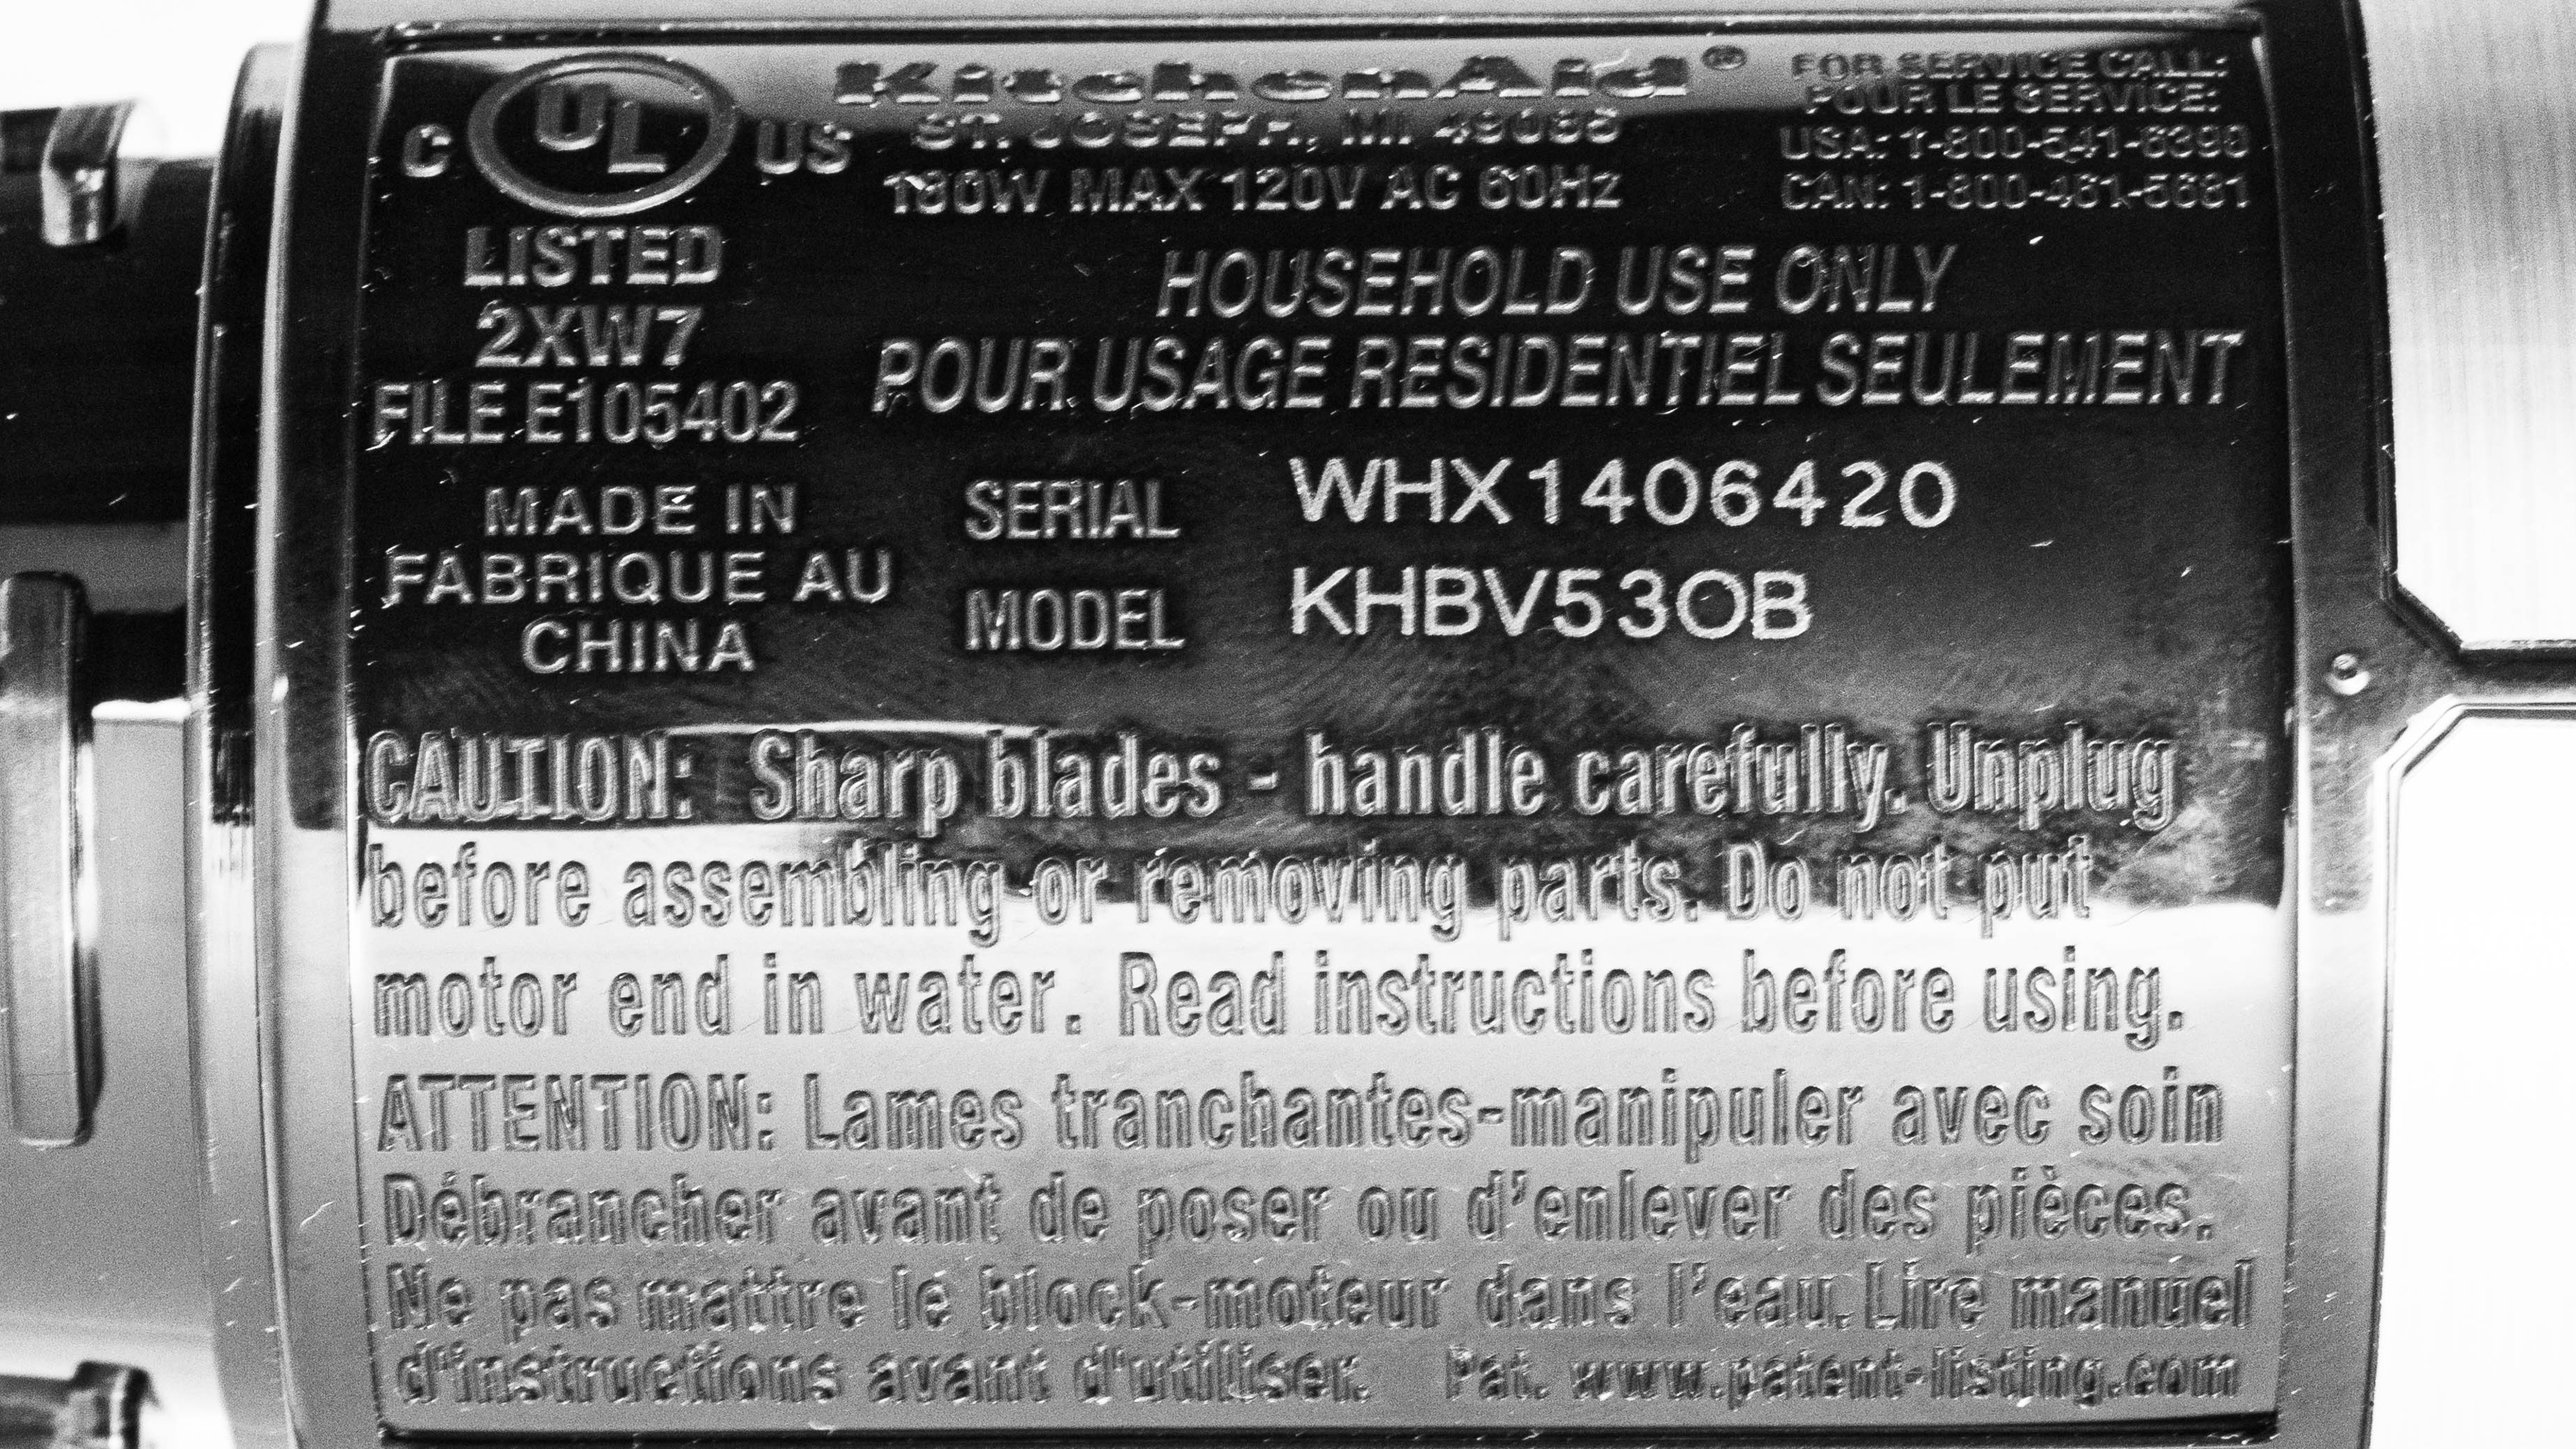 C UL US
KitchenAid®
ST. JOSEPH, MI. 49085
180W MAX 120V AC 60Hz
FOR SERVICE CALL:
POUR LE SERVICE:
USA: 1-800-541-6390
CAN: 1-800-461-5681
LISTED
2XW7
FILE E105402
HOUSEHOLD USE ONLY
POUR USAGE RESIDENTIEL SEULEMENT
MADE IN
FABRIQUE AU
CHINA
SERIAL WHX1406420
MODEL KHBV53OB
CAUTION: Sharp blades - handle carefully. Unplug
before assembling or removing parts. Do not put
motor end in water. Read instructions before using.
ATTENTION: Lames tranchantes-manipuler avec soin
Débrancher avant de poser ou d'enlever des pièces.
Ne pas mattre le block-moteur dans l'eau. Lire manuel
d'instructions avant d'utiliser. Pat. www.patent-listing.com